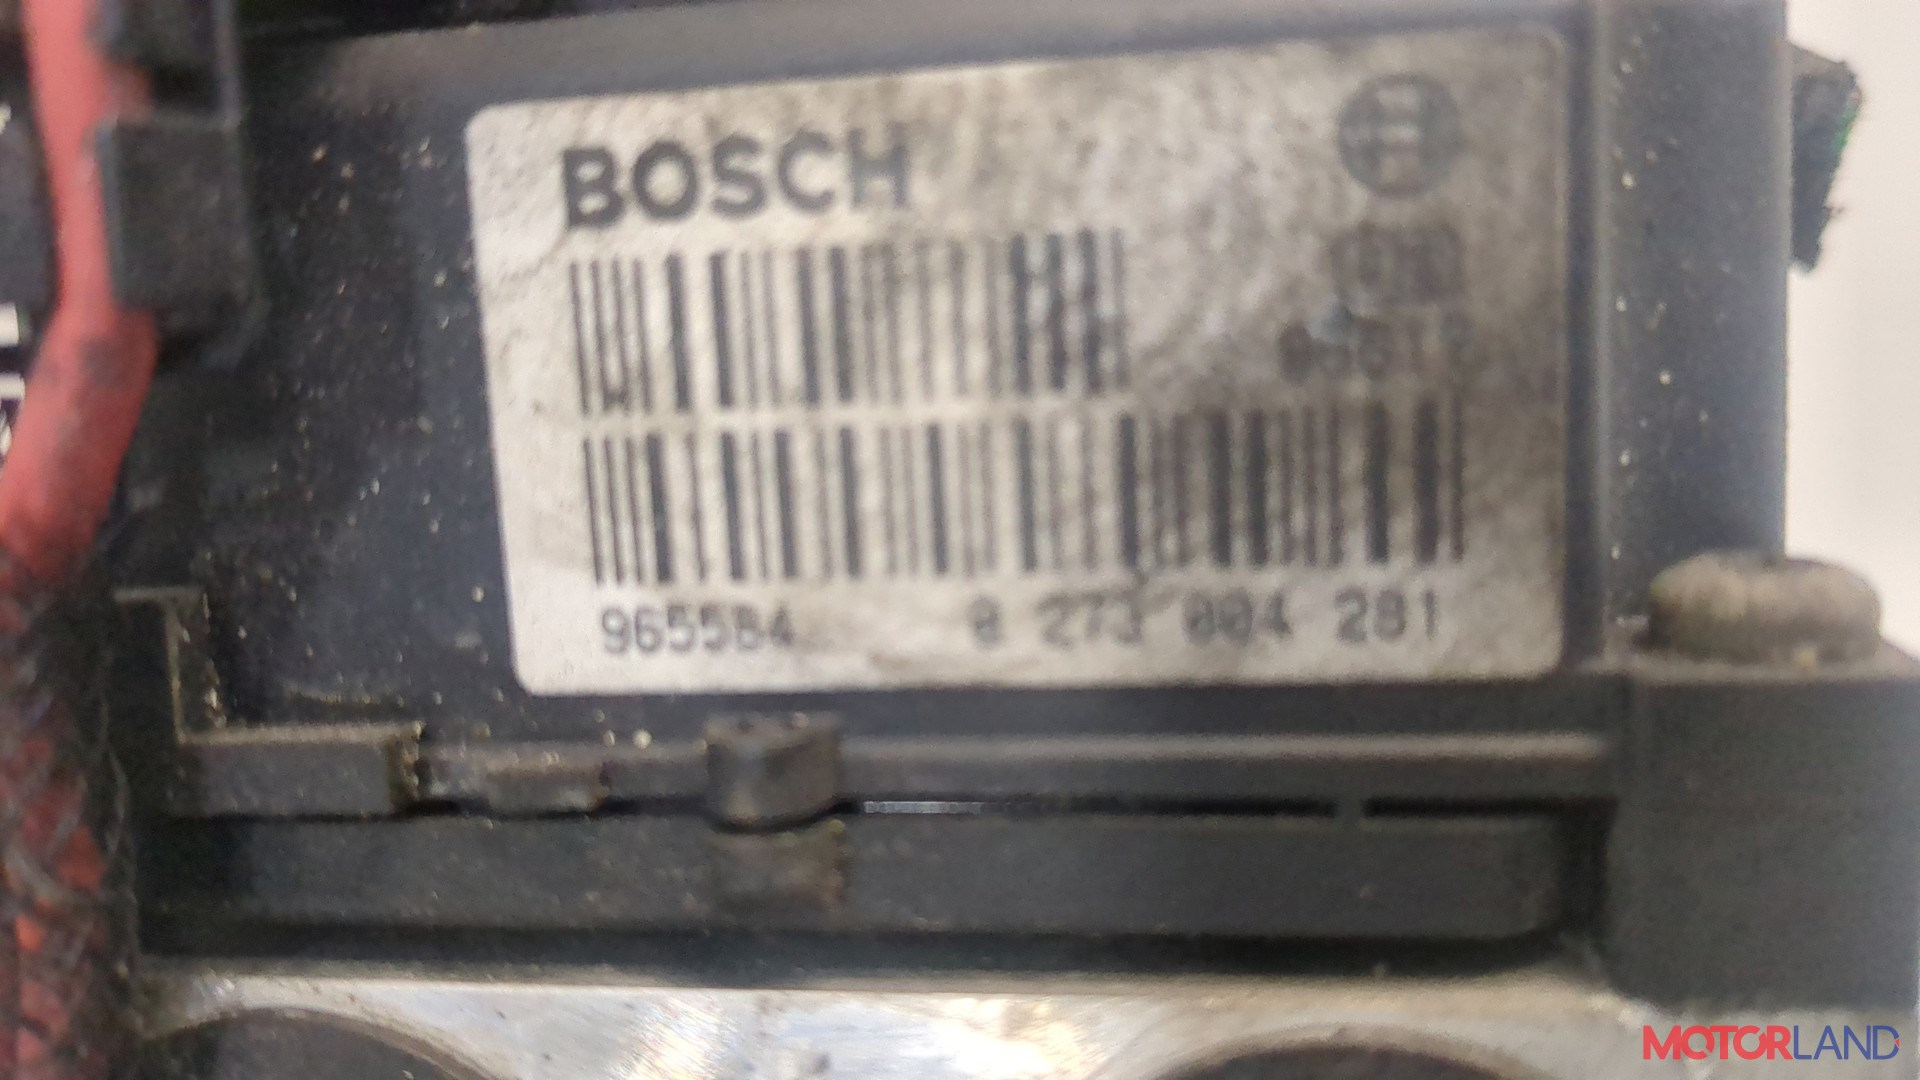 BOSCH
965584 0 273 004 281
MOTORLAND